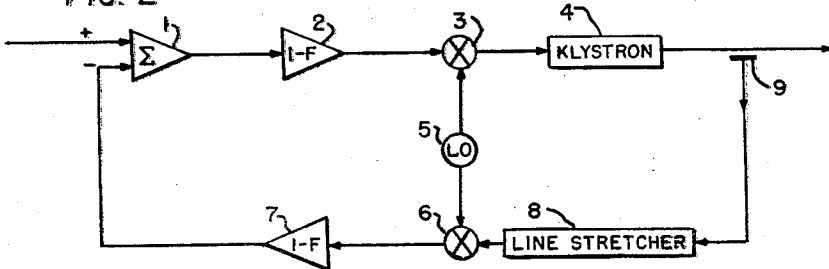 FIG. 2
+
-
Σ
1
I-F
2
3
KLYSTRON
4
9
5
LO
6
7
I-F
8
LINE STRETCHER